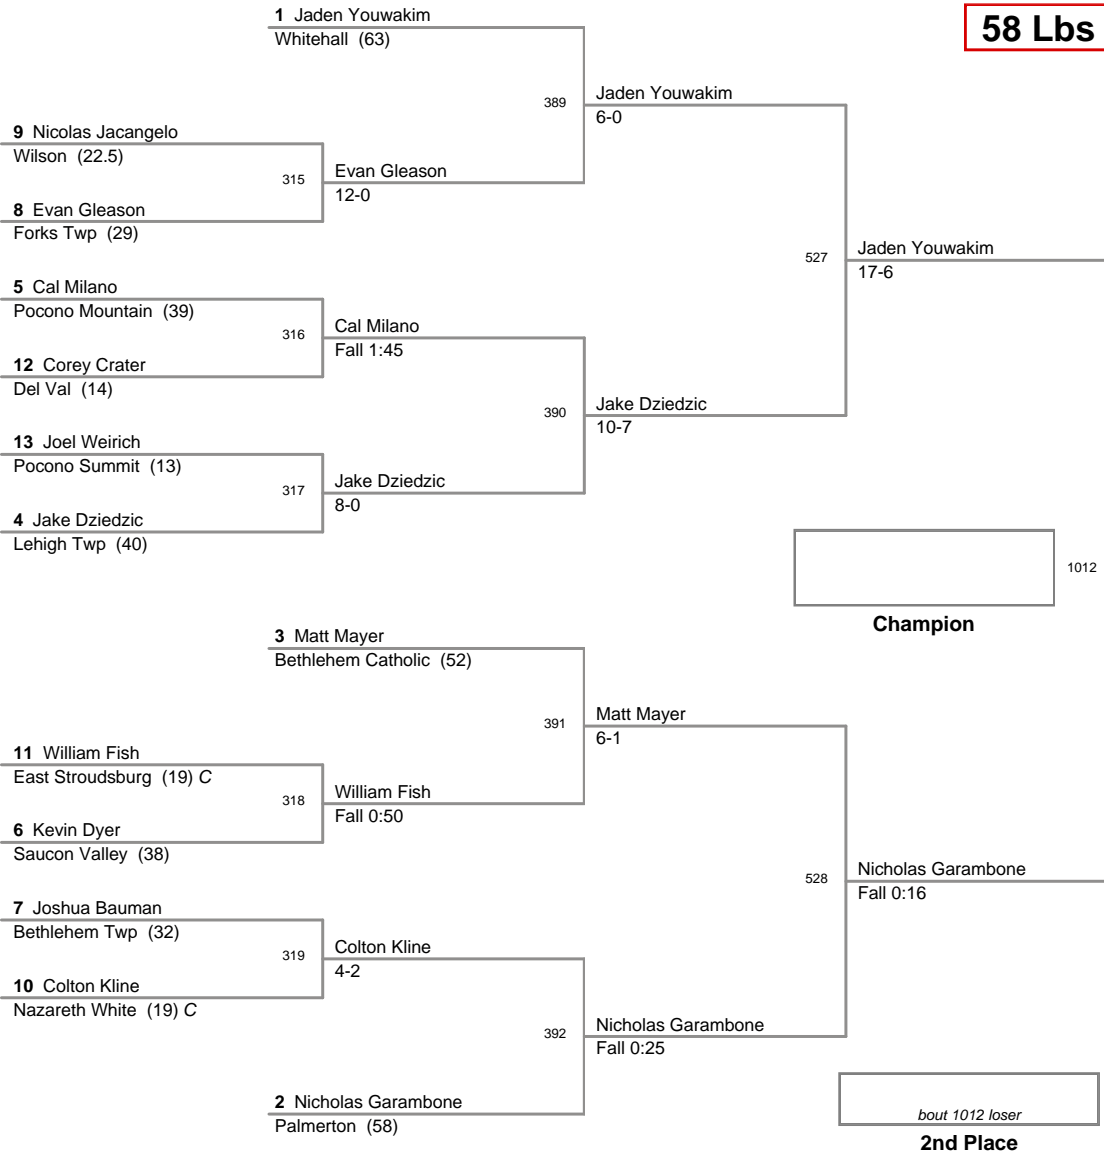 1 Jaden Youwakim
Whitehall (63)
58 Lbs
389
Jaden Youwakim
6-0
9 Nicolas Jacangelo
Wilson (22.5)
315
Evan Gleason
12-0
8 Evan Gleason
Forks Twp (29)
527
Jaden Youwakim
17-6
5 Cal Milano
Pocono Mountain (39)
316
Cal Milano
Fall 1:45
12 Corey Crater
Del Val (14)
390
Jake Dziedzic
10-7
13 Joel Weirich
Pocono Summit (13)
317
Jake Dziedzic
8-0
4 Jake Dziedzic
Lehigh Twp (40)
1012
Champion
3 Matt Mayer
Bethlehem Catholic (52)
391
Matt Mayer
6-1
11 William Fish
East Stroudsburg (19) C
318
William Fish
Fall 0:50
6 Kevin Dyer
Saucon Valley (38)
528
Nicholas Garambone
Fall 0:16
7 Joshua Bauman
Bethlehem Twp (32)
319
Colton Kline
4-2
10 Colton Kline
Nazareth White (19) C
392
Nicholas Garambone
Fall 0:25
2 Nicholas Garambone
Palmerton (58)
bout 1012 loser
2nd Place